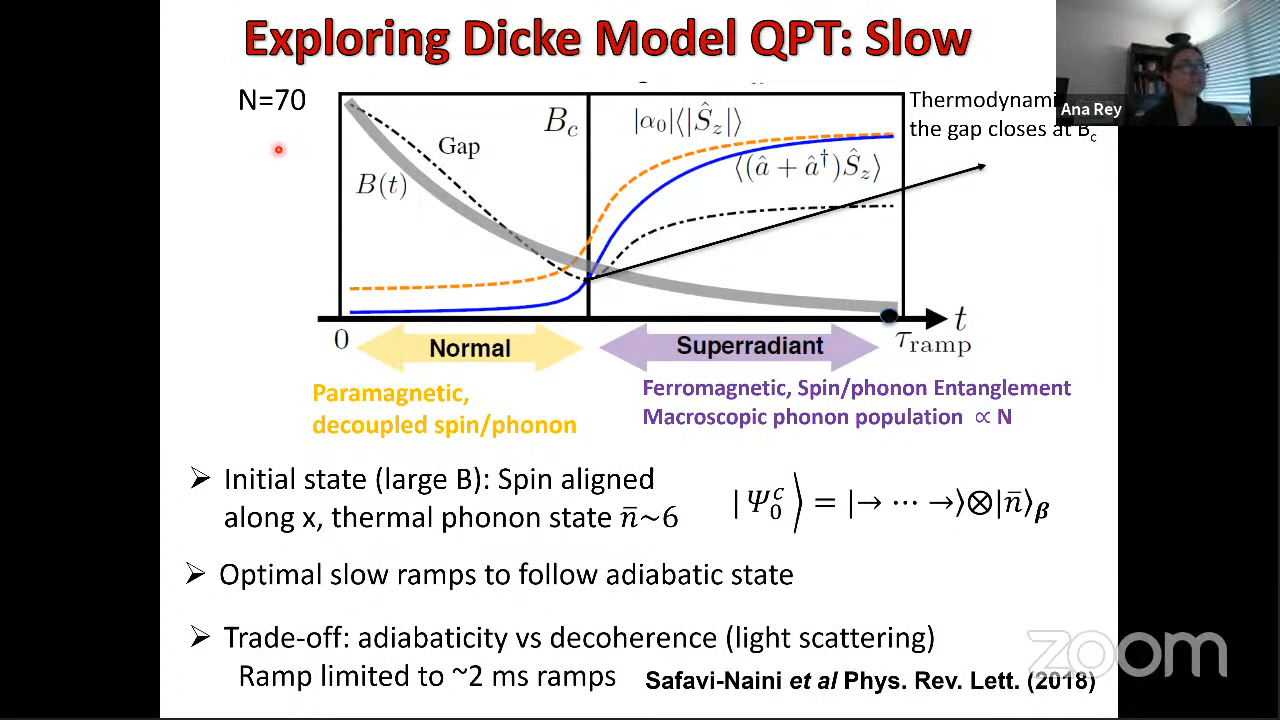 Exploring Dicke Model QPT: Slow
N=70
Thermodynami
the gap closes at B_c
Ana Rey
B_c
|α₀|⟨|Ŝ_z|⟩
Gap
⟨(â + â†)Ŝ_z⟩
B(t)
0
Normal
Superradiant
τ_ramp
t
Paramagnetic,
decoupled spin/phonon
Ferromagnetic, Spin/phonon Entanglement
Macroscopic phonon population ∝ N
➢ Initial state (large B): Spin aligned
along x, thermal phonon state n̄~6
|Ψ₀ᶜ⟩ = |→ ⋯ →⟩⊗|n̄⟩_β
➢ Optimal slow ramps to follow adiabatic state
➢ Trade-off: adiabaticity vs decoherence (light scattering)
Ramp limited to ~2 ms ramps
Safavi-Naini et al Phys. Rev. Lett. (2018)
zoom